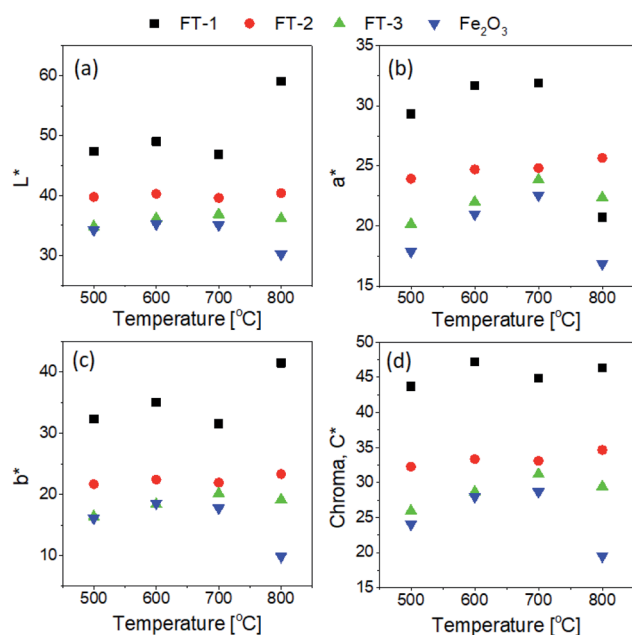 FT-1 FT-2 FT-3 Fe₂O₃
(a)
L*
60
50
40
30
500 600 700 800
Temperature [°C]
(b)
a*
35
30
25
20
15
500 600 700 800
Temperature [°C]
(c)
b*
40
30
20
10
500 600 700 800
Temperature [°C]
(d)
Chroma, C*
50
45
40
35
30
25
20
15
500 600 700 800
Temperature [°C]